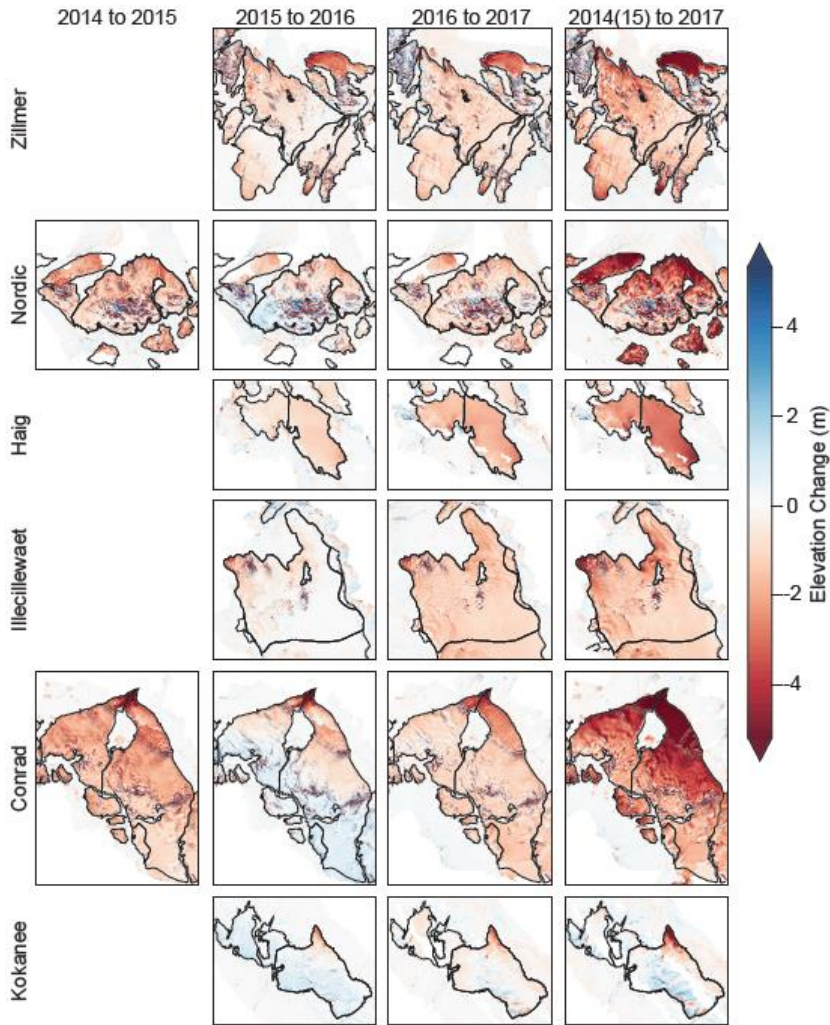 2014 to 2015 2015 to 2016 2016 to 2017 2014(15) to 2017
Zillmer
Nordic
Haig
Illecillewaet
Conrad
Kokanee
4
2
0
-2
-4
Elevation Change (m)